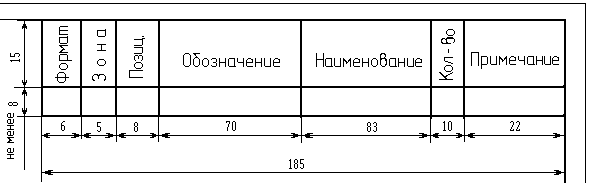 15
Формат
Зона
Позиц.
Обозначение
Наименование
Кол-во
Примечание
не менее 8
6
5
8
70
83
10
22
185